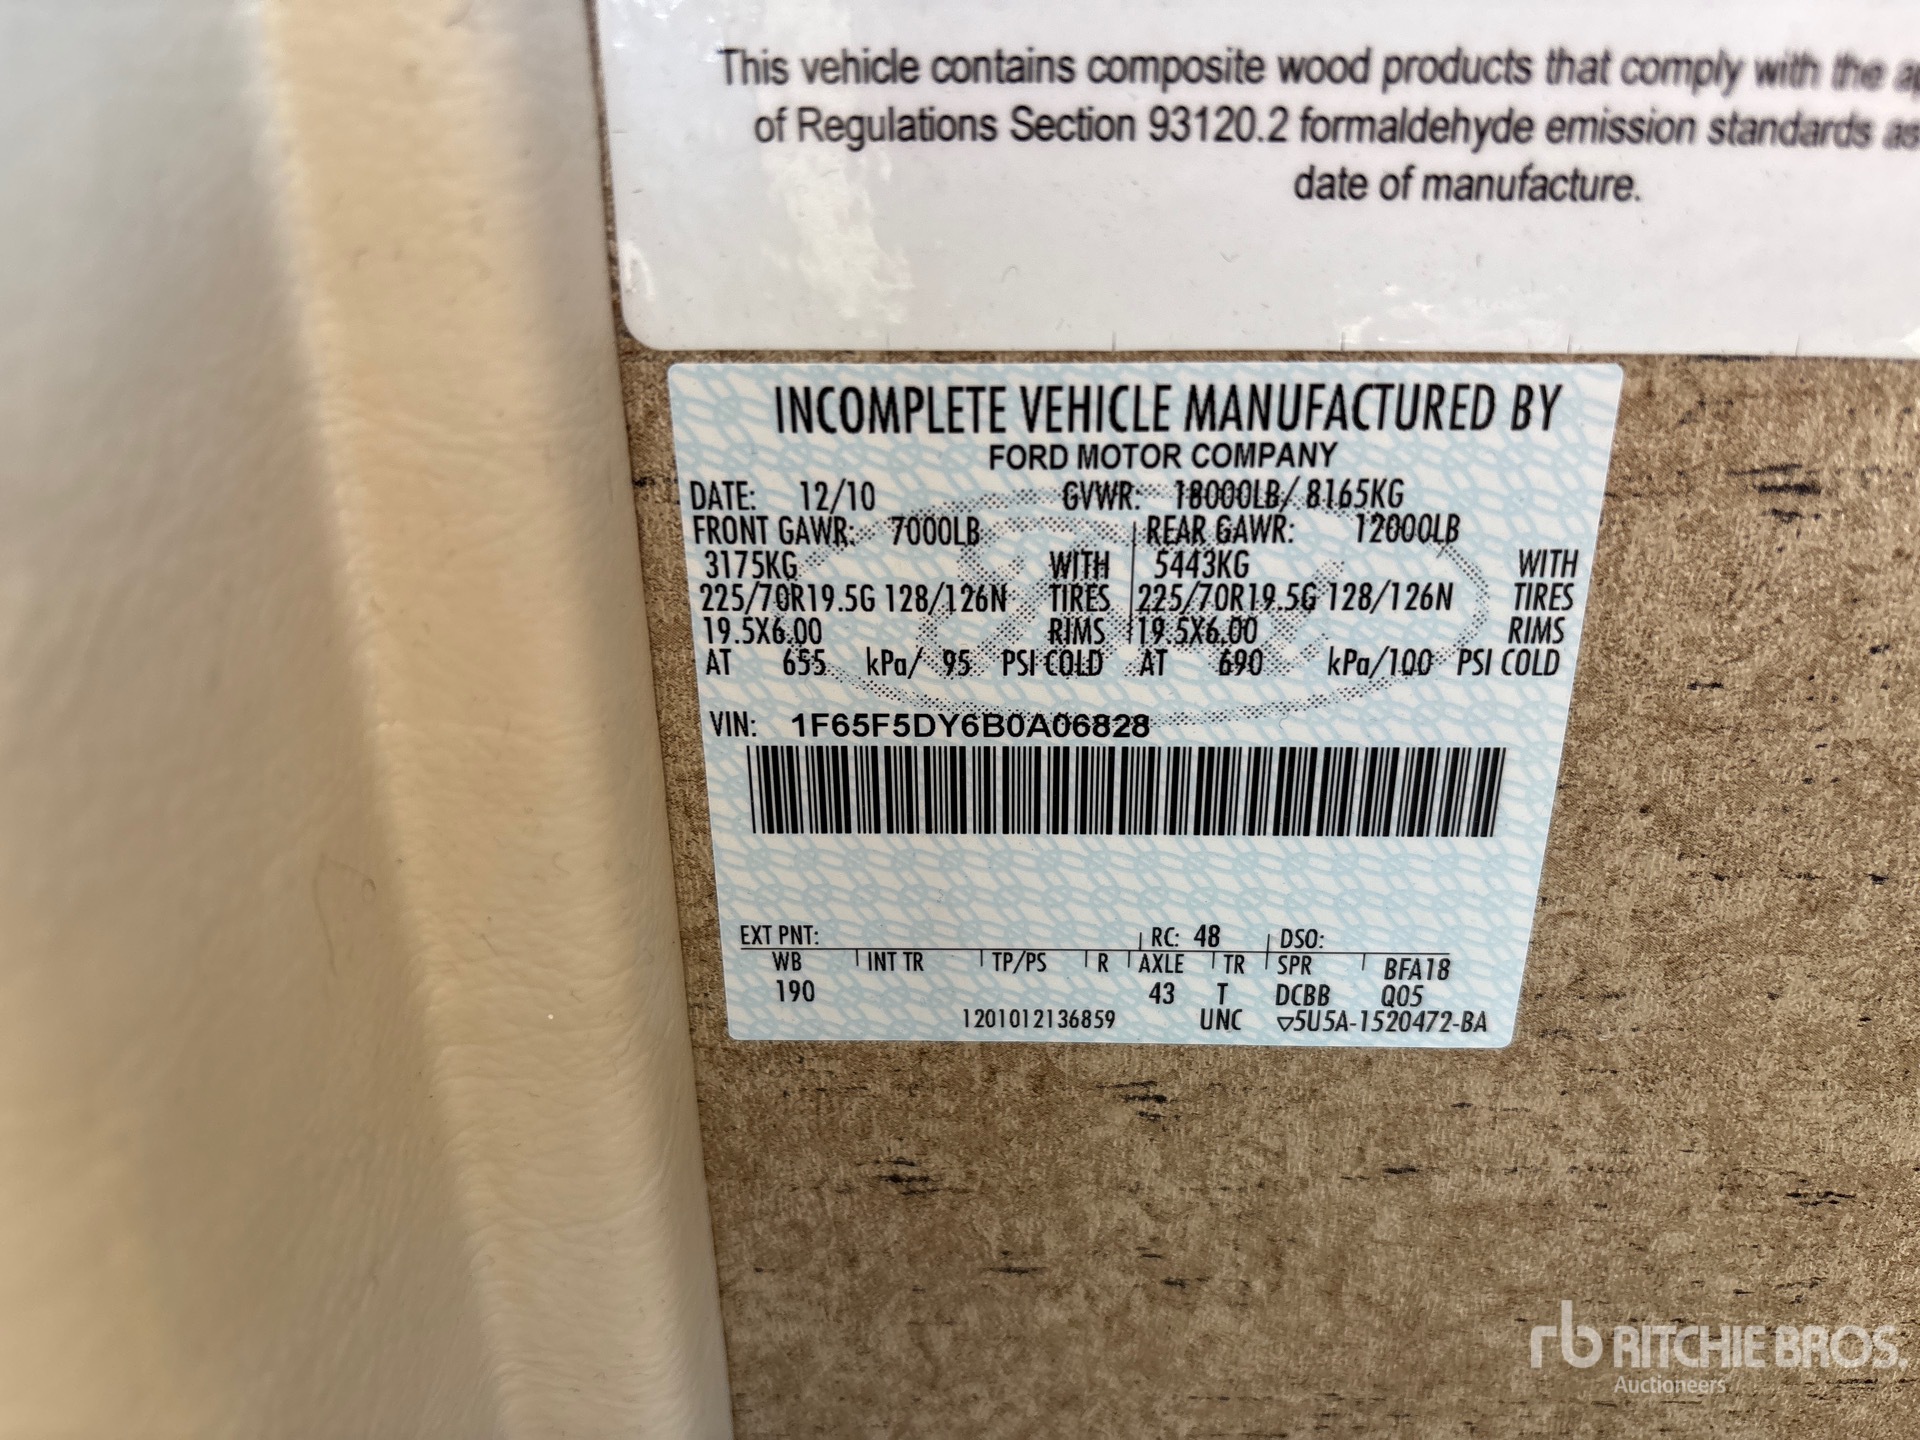 This vehicle contains composite wood products that comply with the
of Regulations Section 93120.2 formaldehyde emission standards as
date of manufacture.
INCOMPLETE VEHICLE MANUFACTURED BY
FORD MOTOR COMPANY
DATE: 12/10 GVWR: 18000LB/ 8165KG
FRONT GAWR: 7000LB REAR GAWR: 12000LB
3175KG WITH 5443KG WITH
225/70R19.5G 128/126N TIRES 225/70R19.5G 128/126N TIRES
19.5X6.00 RIMS 19.5X6.00 RIMS
AT 655 kPa/ 95 PSI COLD AT 690 kPa/100 PSI COLD
VIN: 1F65F5DY6B0A06828
EXT PNT: RC: 48 DSO:
WB INT TR TP/PS R AXLE TR SPR BFA18
190 43 T DCBB Q05
1201012136859 UNC ▽5U5A-1520472-BA
rb RITCHIE BROS.
Auctioneers